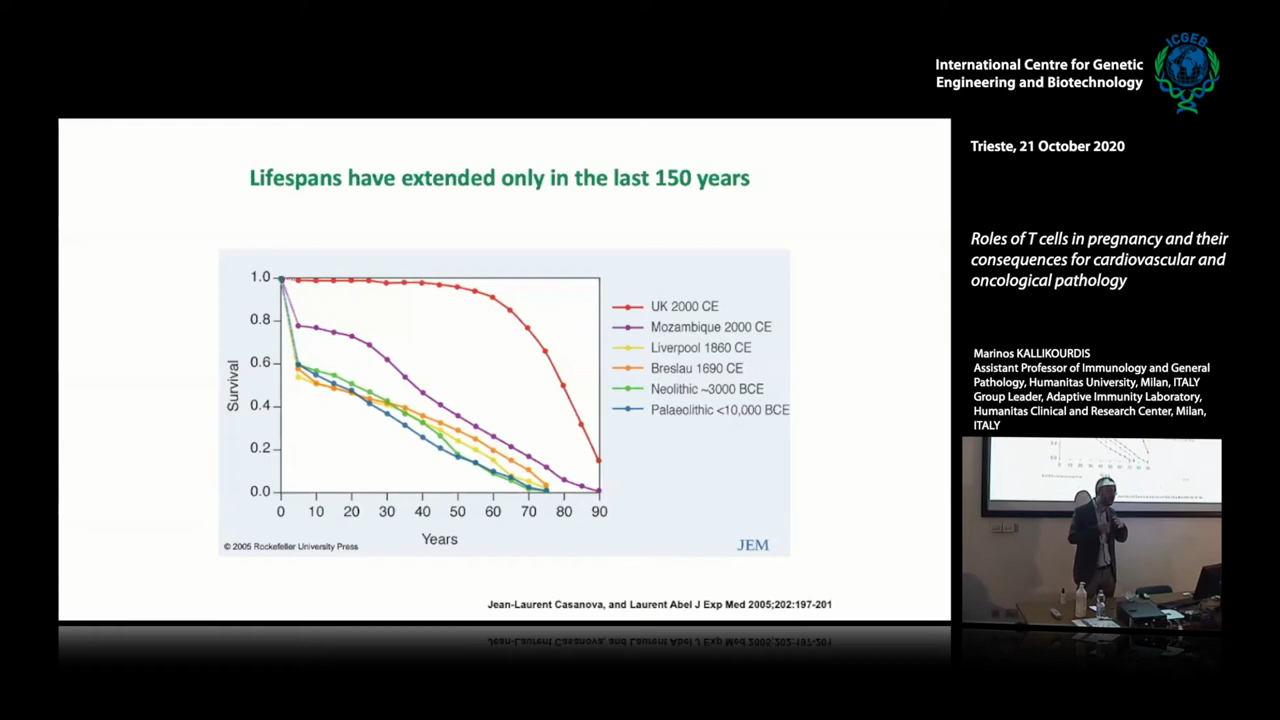 ICGEB
International Centre for Genetic
Engineering and Biotechnology
Trieste, 21 October 2020
Roles of T cells in pregnancy and their
consequences for cardiovascular and
oncological pathology
Marinos KALLIKOURDIS
Assistant Professor of Immunology and General
Pathology, Humanitas University, Milan, ITALY
Group Leader, Adaptive Immunity Laboratory,
Humanitas Clinical and Research Center, Milan,
ITALY
Lifespans have extended only in the last 150 years
1.0
0.8
0.6
0.4
0.2
0.0
Survival
0 10 20 30 40 50 60 70 80 90
Years
UK 2000 CE
Mozambique 2000 CE
Liverpool 1860 CE
Breslau 1690 CE
Neolithic ~3000 BCE
Palaeolithic <10,000 BCE
© 2005 Rockefeller University Press
JEM
Jean-Laurent Casanova, and Laurent Abel J Exp Med 2005;202:197-201